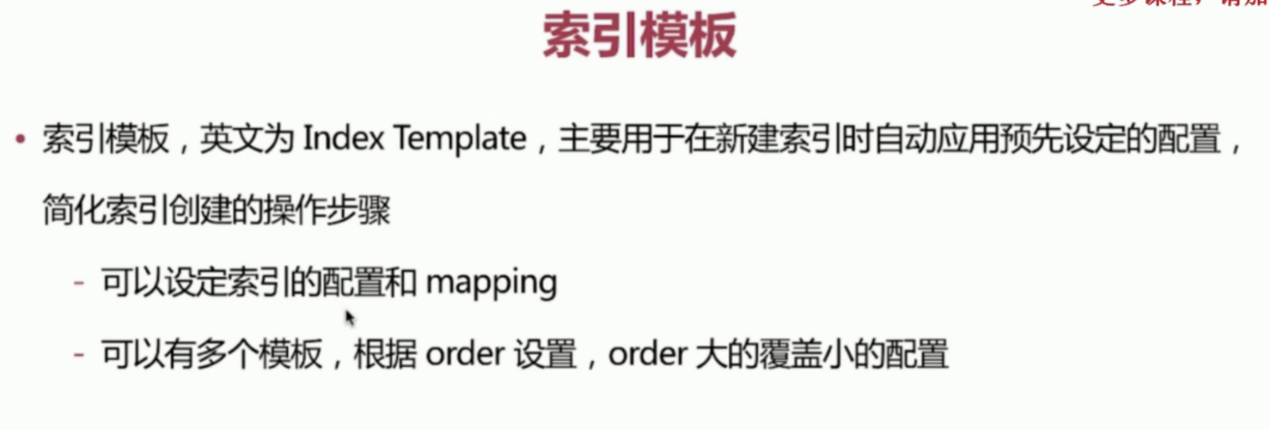 索引模板
• 索引模板，英文为 Index Template，主要用于在新建索引时自动应用预先设定的配置，
简化索引创建的操作步骤
- 可以设定索引的配置和 mapping
- 可以有多个模板，根据 order 设置，order 大的覆盖小的配置